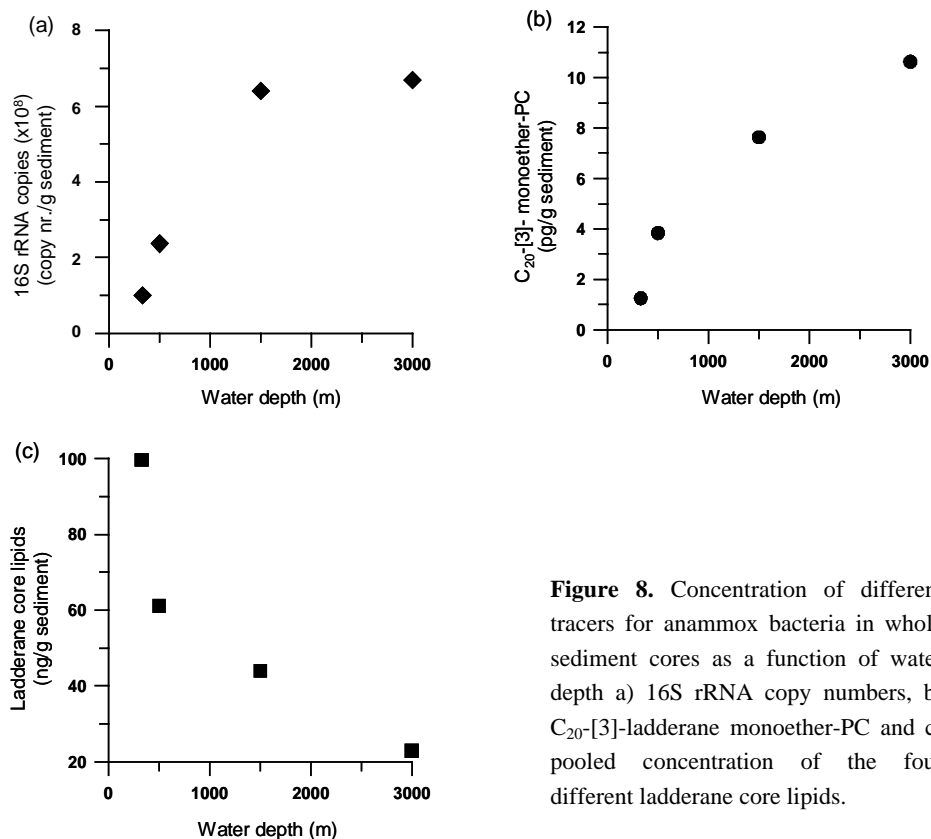 (a)
8
6
4
2
0
16S rRNA copies (x10⁸)
(copy nr./g sediment)
0 1000 2000 3000
Water depth (m)
(b)
12
10
8
6
4
2
0
C₂₀-[3]- monoether-PC
(pg/g sediment)
0 1000 2000 3000
Water depth (m)
(c)
100
80
60
40
20
Ladderane core lipids
(ng/g sediment)
0 1000 2000 3000
Water depth (m)
Figure 8. Concentration of differen
tracers for anammox bacteria in whol
sediment cores as a function of wate
depth a) 16S rRNA copy numbers, b
C₂₀-[3]-ladderane monoether-PC and c
pooled concentration of the fou
different ladderane core lipids.